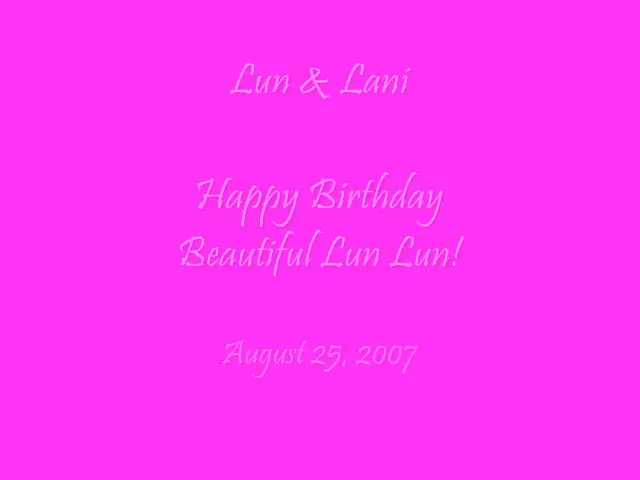 Lun & Lani
Happy Birthday
Beautiful Lun Lun!
August 25, 2007